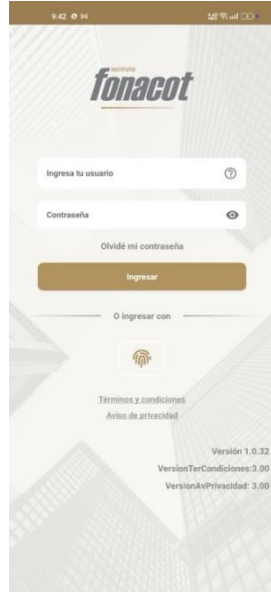 9:42
INSTITUTO
fonacot
Ingresa tu usuario
Contraseña
Olvidé mi contraseña
Ingresar
O ingresar con
Términos y condiciones
Aviso de privacidad
Versión 1.0.32
VersionTerCondiciones:3.00
VersionAvPrivacidad: 3.00